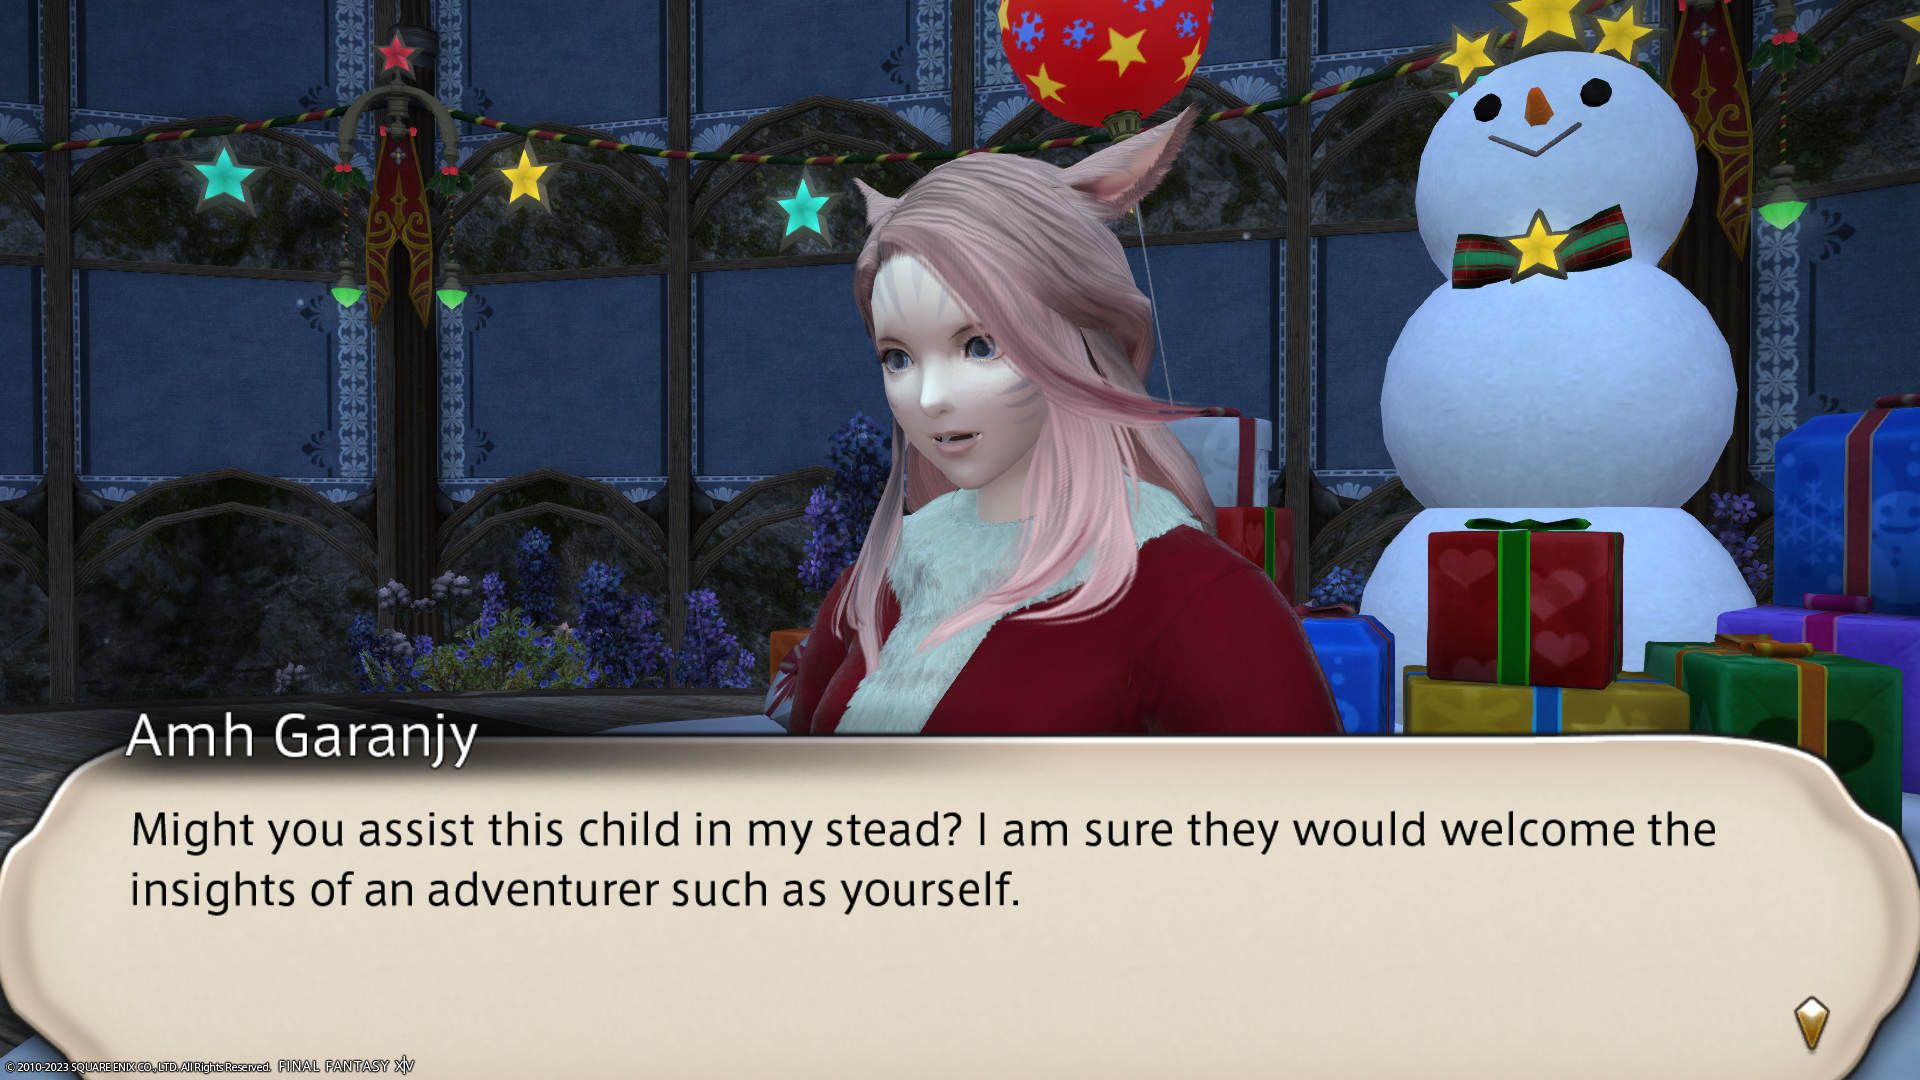 Amh Garanjy
Might you assist this child in my stead? I am sure they would welcome the
insights of an adventurer such as yourself.
© 2010-2023 SQUARE ENIX CO., LTD. All Rights Reserved. FINAL FANTASY XIV